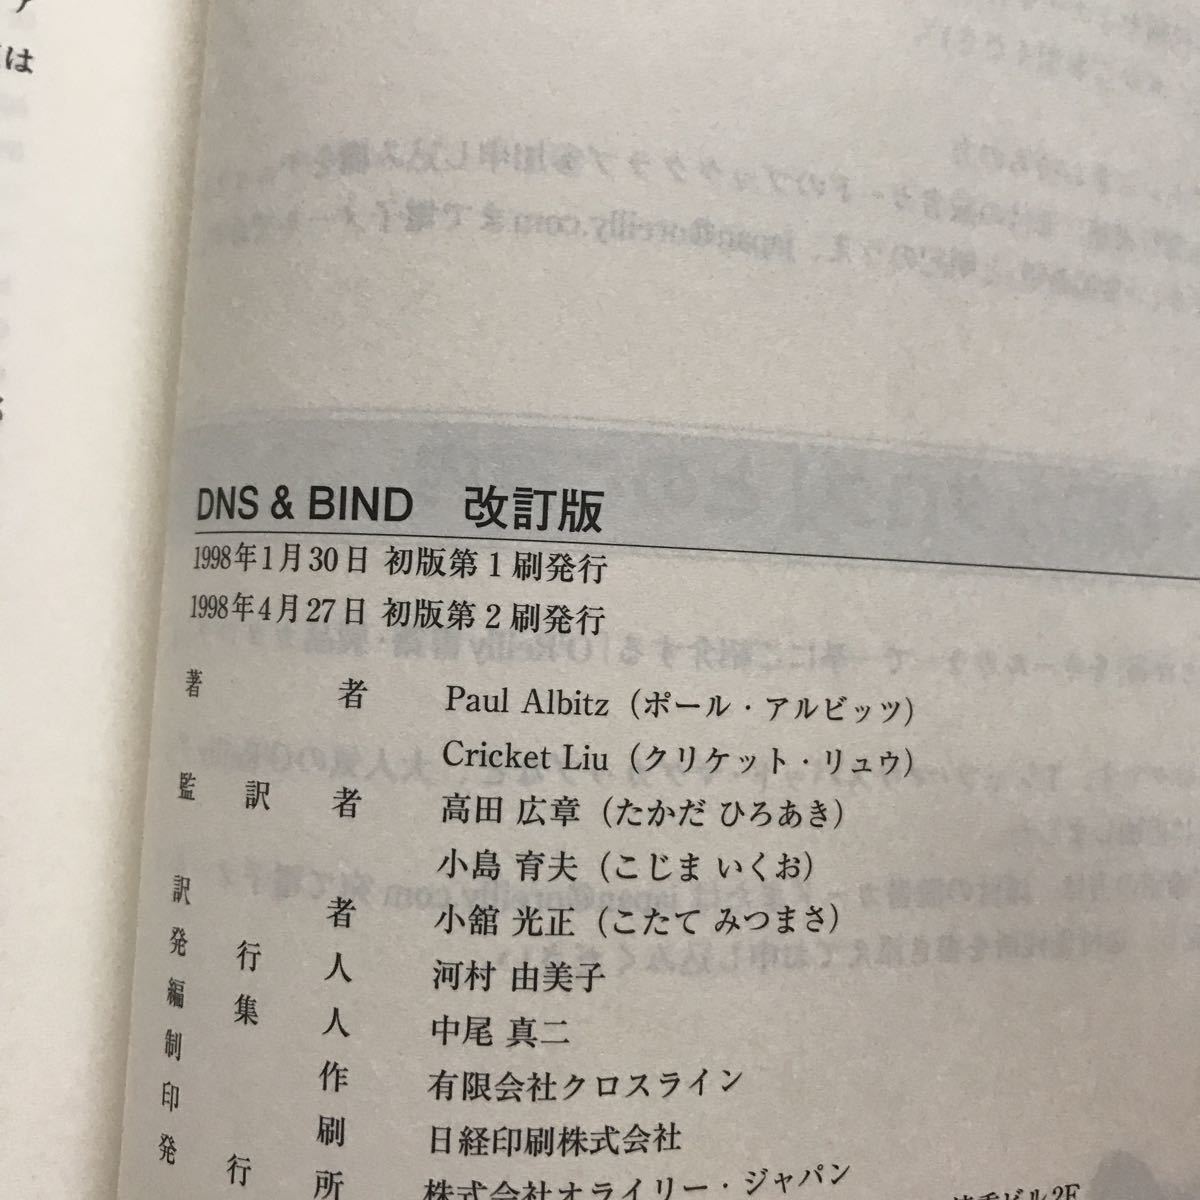 ア
は
DNS & BIND 改訂版
1998年1月30日 初版第1刷発行
1998年4月27日 初版第2刷発行
著者 Paul Albitz（ポール・アルビッツ）
Cricket Liu（クリケット・リュウ）
監訳者 高田 広章（たかだ ひろあき）
小島 育夫（こじま いくお）
訳者 小舘 光正（こたて みつまさ）
発行人 河村 由美子
編集人 中尾 真二
制作 有限会社クロスライン
印刷 日経印刷株式会社
発行所 株式会社オライリー・ジャパン
ビル2F